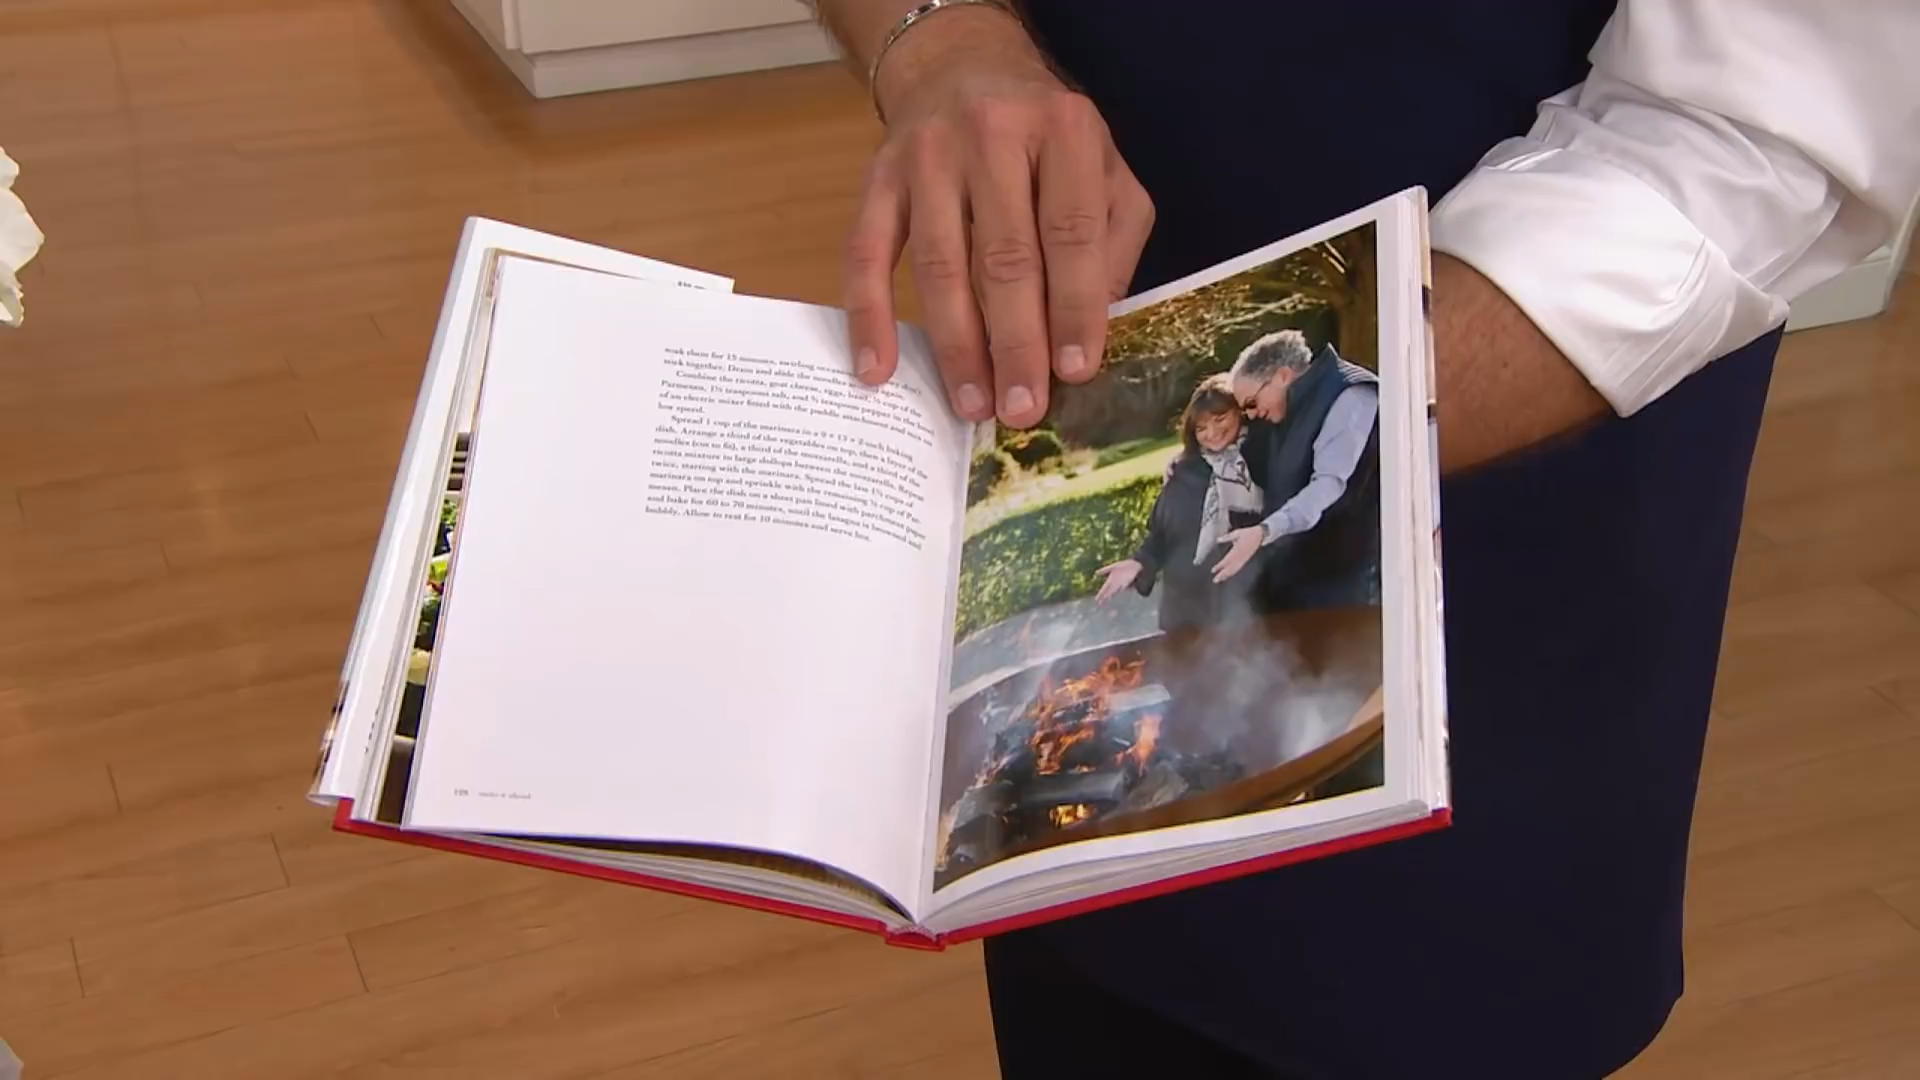 soak them for 15 minutes, swirling occasionally so they don't
stick together. Drain and slide the noodles around again.
Combine the ricotta, goat cheese, eggs, basil, ½ cup of the
Parmesan, 1½ teaspoons salt, and ¾ teaspoon pepper in the bowl
of an electric mixer fitted with the paddle attachment and mix on
low speed.
Spread 1 cup of the marinara in a 9 × 13 × 2-inch baking
dish. Arrange a third of the vegetables on top, then a layer of the
noodles (cut to fit), a third of the mozzarella, and a third of the
ricotta mixture in large dollops between the mozzarella. Repeat
twice, starting with the marinara. Spread the last 1½ cups of
marinara on top and sprinkle with the remaining ½ cup of Par-
mesan. Place the dish on a sheet pan lined with parchment paper
and bake for 60 to 70 minutes, until the lasagna is browned and
bubbly. Allow to rest for 10 minutes and serve hot.
make it ahead